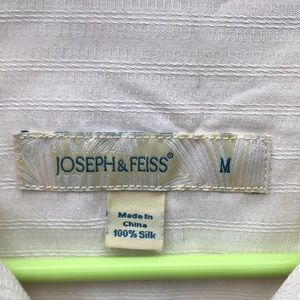 JOSEPH & FEISS® M
Made In
China
100% Silk